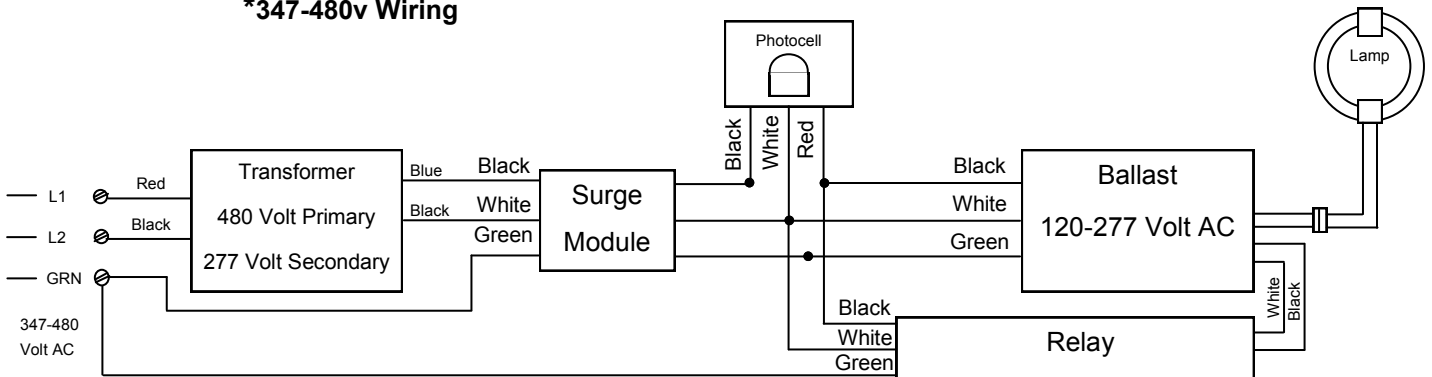 *347-480v Wiring
Photocell
Lamp
Black
White
Red
L1
L2
GRN
347-480
Volt AC
Red
Black
Transformer
480 Volt Primary
277 Volt Secondary
Blue
Black
Black
White
Green
Surge
Module
Black
White
Green
Ballast
120-277 Volt AC
White
Black
Black
White
Green
Relay